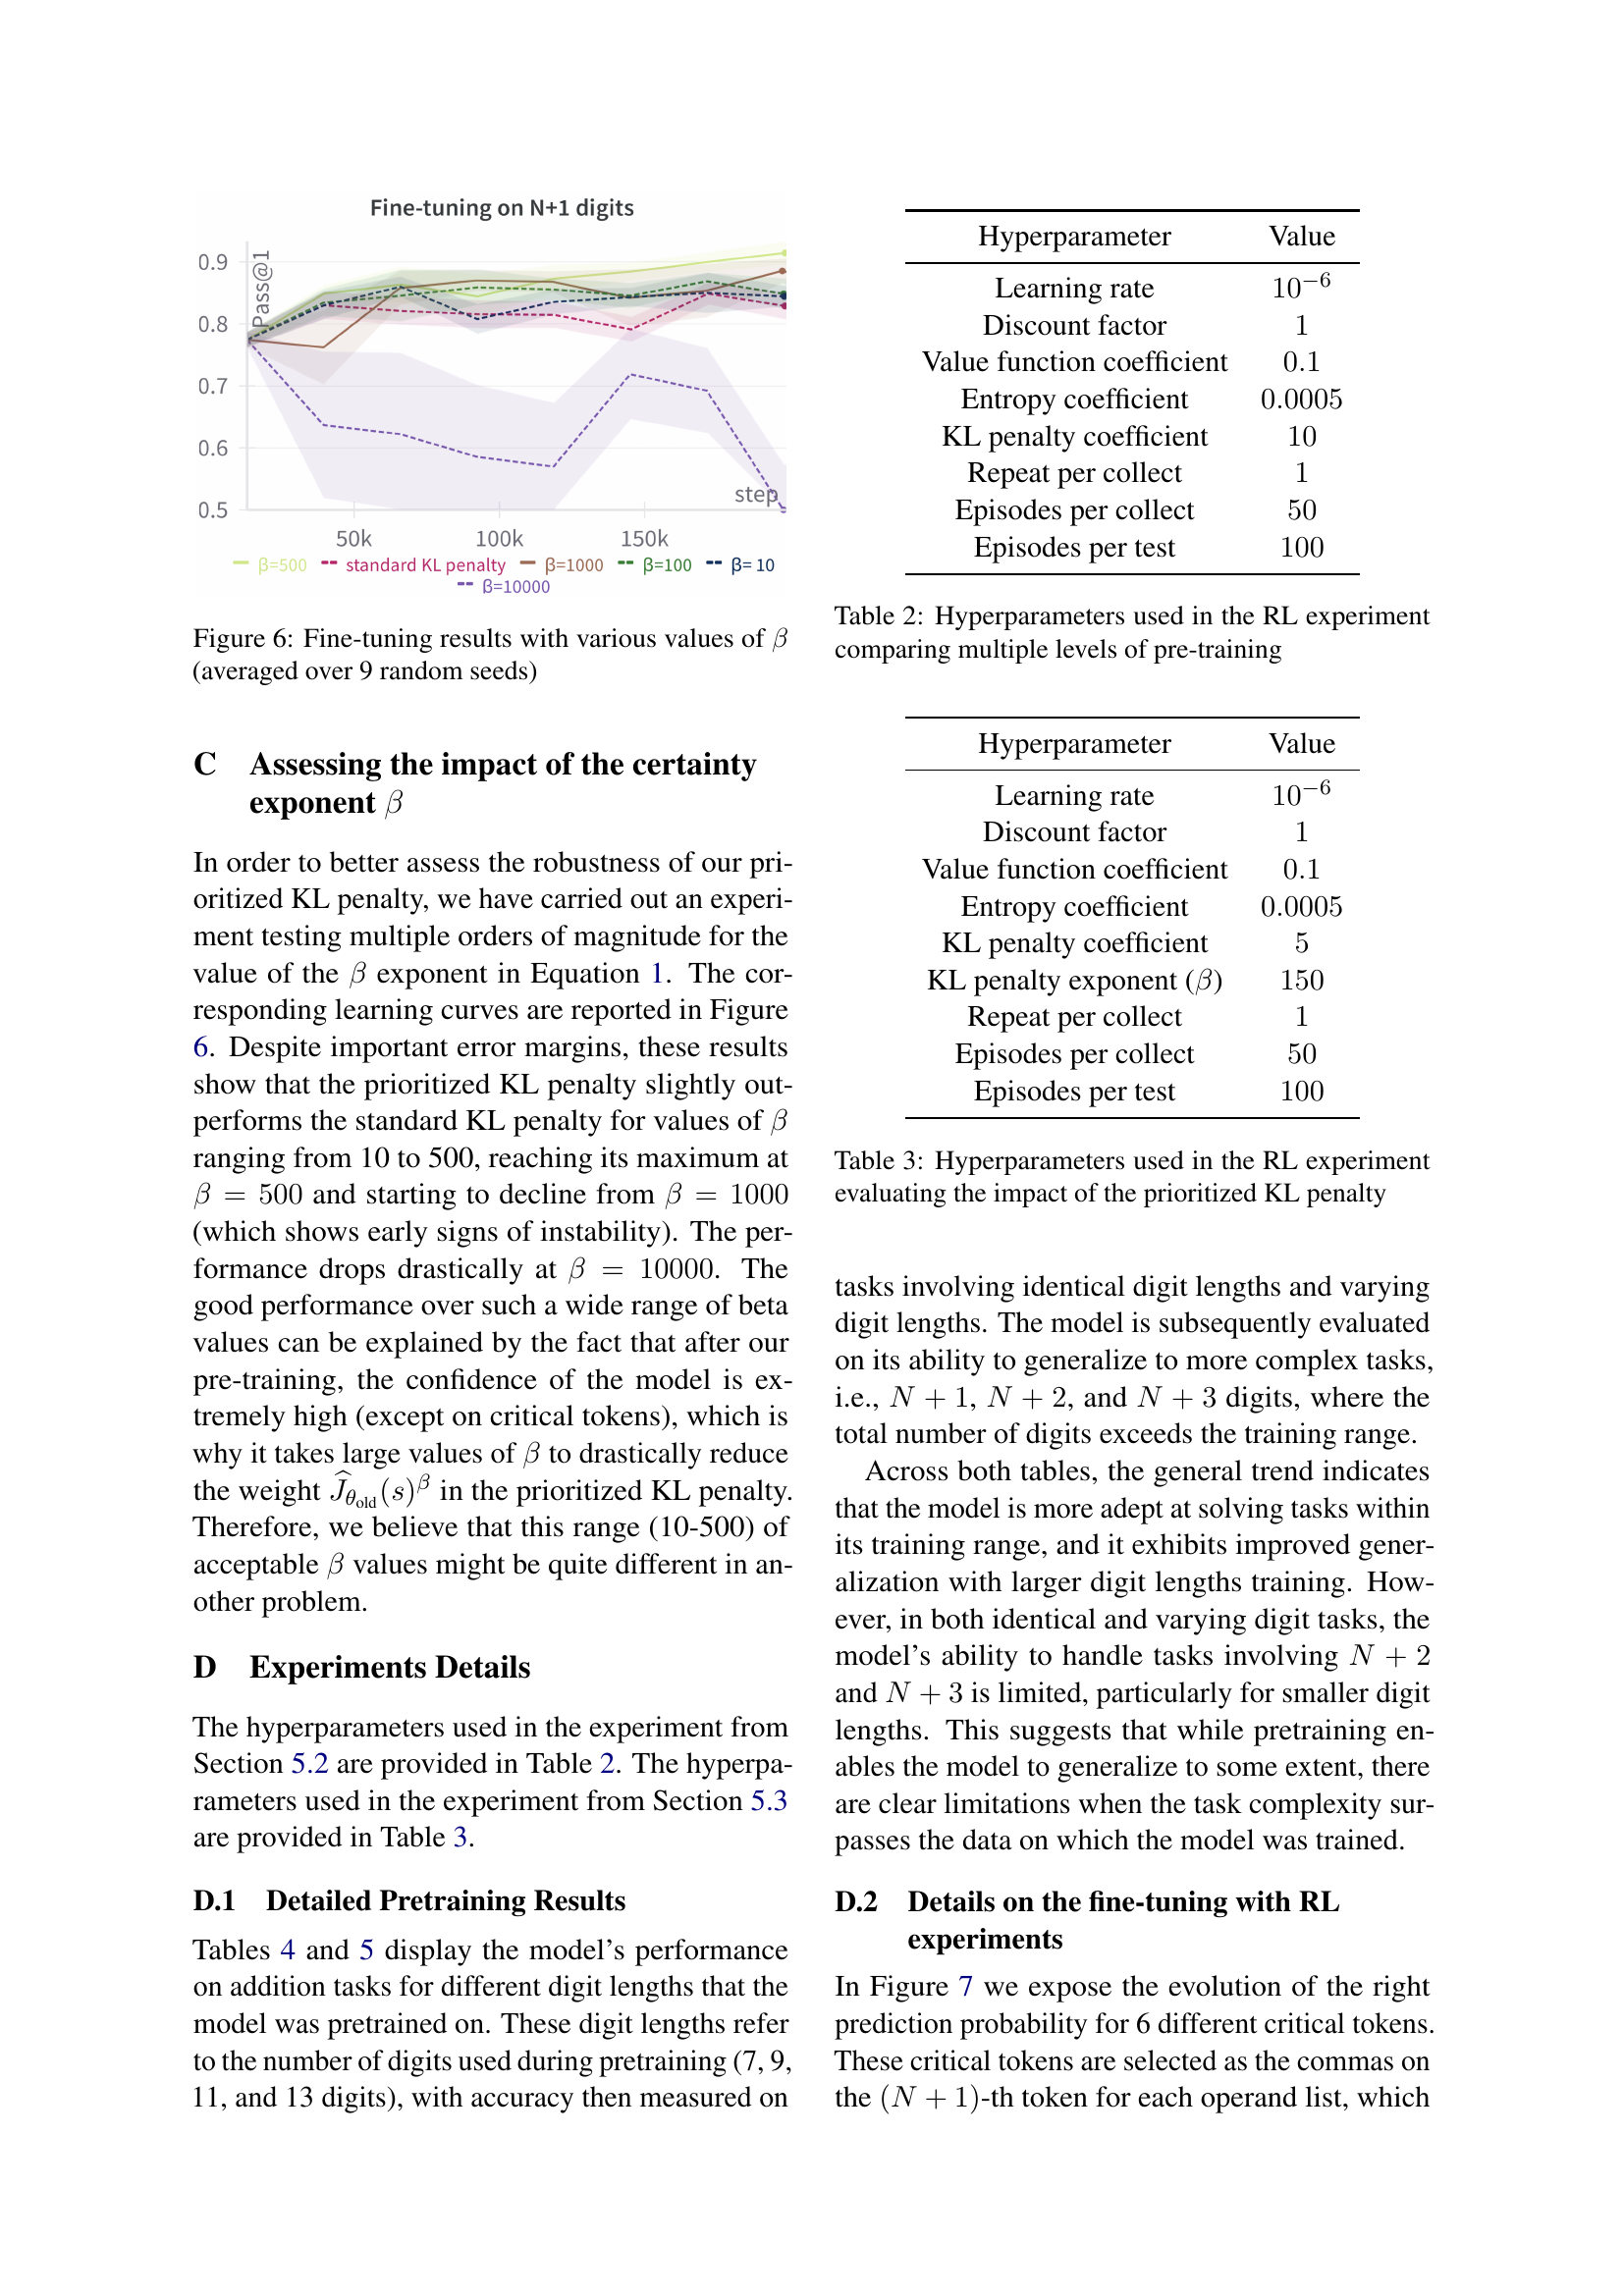 Fine-tuning on N+1 digits
Pass@1
0.9
0.8
0.7
0.6
0.5
step
50k 100k 150k
β=500 standard KL penalty β=1000 β=100 β= 10
β=10000
Figure 6: Fine-tuning results with various values of β
(averaged over 9 random seeds)
C Assessing the impact of the certainty
exponent β
In order to better assess the robustness of our pri-
oritized KL penalty, we have carried out an experi-
ment testing multiple orders of magnitude for the
value of the β exponent in Equation 1. The cor-
responding learning curves are reported in Figure
6. Despite important error margins, these results
show that the prioritized KL penalty slightly out-
performs the standard KL penalty for values of β
ranging from 10 to 500, reaching its maximum at
β = 500 and starting to decline from β = 1000
(which shows early signs of instability). The per-
formance drops drastically at β = 10000. The
good performance over such a wide range of beta
values can be explained by the fact that after our
pre-training, the confidence of the model is ex-
tremely high (except on critical tokens), which is
why it takes large values of β to drastically reduce
the weight Ĵθold(s)^β in the prioritized KL penalty.
Therefore, we believe that this range (10-500) of
acceptable β values might be quite different in an-
other problem.
D Experiments Details
The hyperparameters used in the experiment from
Section 5.2 are provided in Table 2. The hyperpa-
rameters used in the experiment from Section 5.3
are provided in Table 3.
D.1 Detailed Pretraining Results
Tables 4 and 5 display the model's performance
on addition tasks for different digit lengths that the
model was pretrained on. These digit lengths refer
to the number of digits used during pretraining (7, 9,
11, and 13 digits), with accuracy then measured on
Hyperparameter Value
Learning rate 10⁻⁶
Discount factor 1
Value function coefficient 0.1
Entropy coefficient 0.0005
KL penalty coefficient 10
Repeat per collect 1
Episodes per collect 50
Episodes per test 100
Table 2: Hyperparameters used in the RL experiment
comparing multiple levels of pre-training
Hyperparameter Value
Learning rate 10⁻⁶
Discount factor 1
Value function coefficient 0.1
Entropy coefficient 0.0005
KL penalty coefficient 5
KL penalty exponent (β) 150
Repeat per collect 1
Episodes per collect 50
Episodes per test 100
Table 3: Hyperparameters used in the RL experiment
evaluating the impact of the prioritized KL penalty
tasks involving identical digit lengths and varying
digit lengths. The model is subsequently evaluated
on its ability to generalize to more complex tasks,
i.e., N + 1, N + 2, and N + 3 digits, where the
total number of digits exceeds the training range.
Across both tables, the general trend indicates
that the model is more adept at solving tasks within
its training range, and it exhibits improved gener-
alization with larger digit lengths training. How-
ever, in both identical and varying digit tasks, the
model's ability to handle tasks involving N + 2
and N + 3 is limited, particularly for smaller digit
lengths. This suggests that while pretraining en-
ables the model to generalize to some extent, there
are clear limitations when the task complexity sur-
passes the data on which the model was trained.
D.2 Details on the fine-tuning with RL
experiments
In Figure 7 we expose the evolution of the right
prediction probability for 6 different critical tokens.
These critical tokens are selected as the commas on
the (N + 1)-th token for each operand list, which